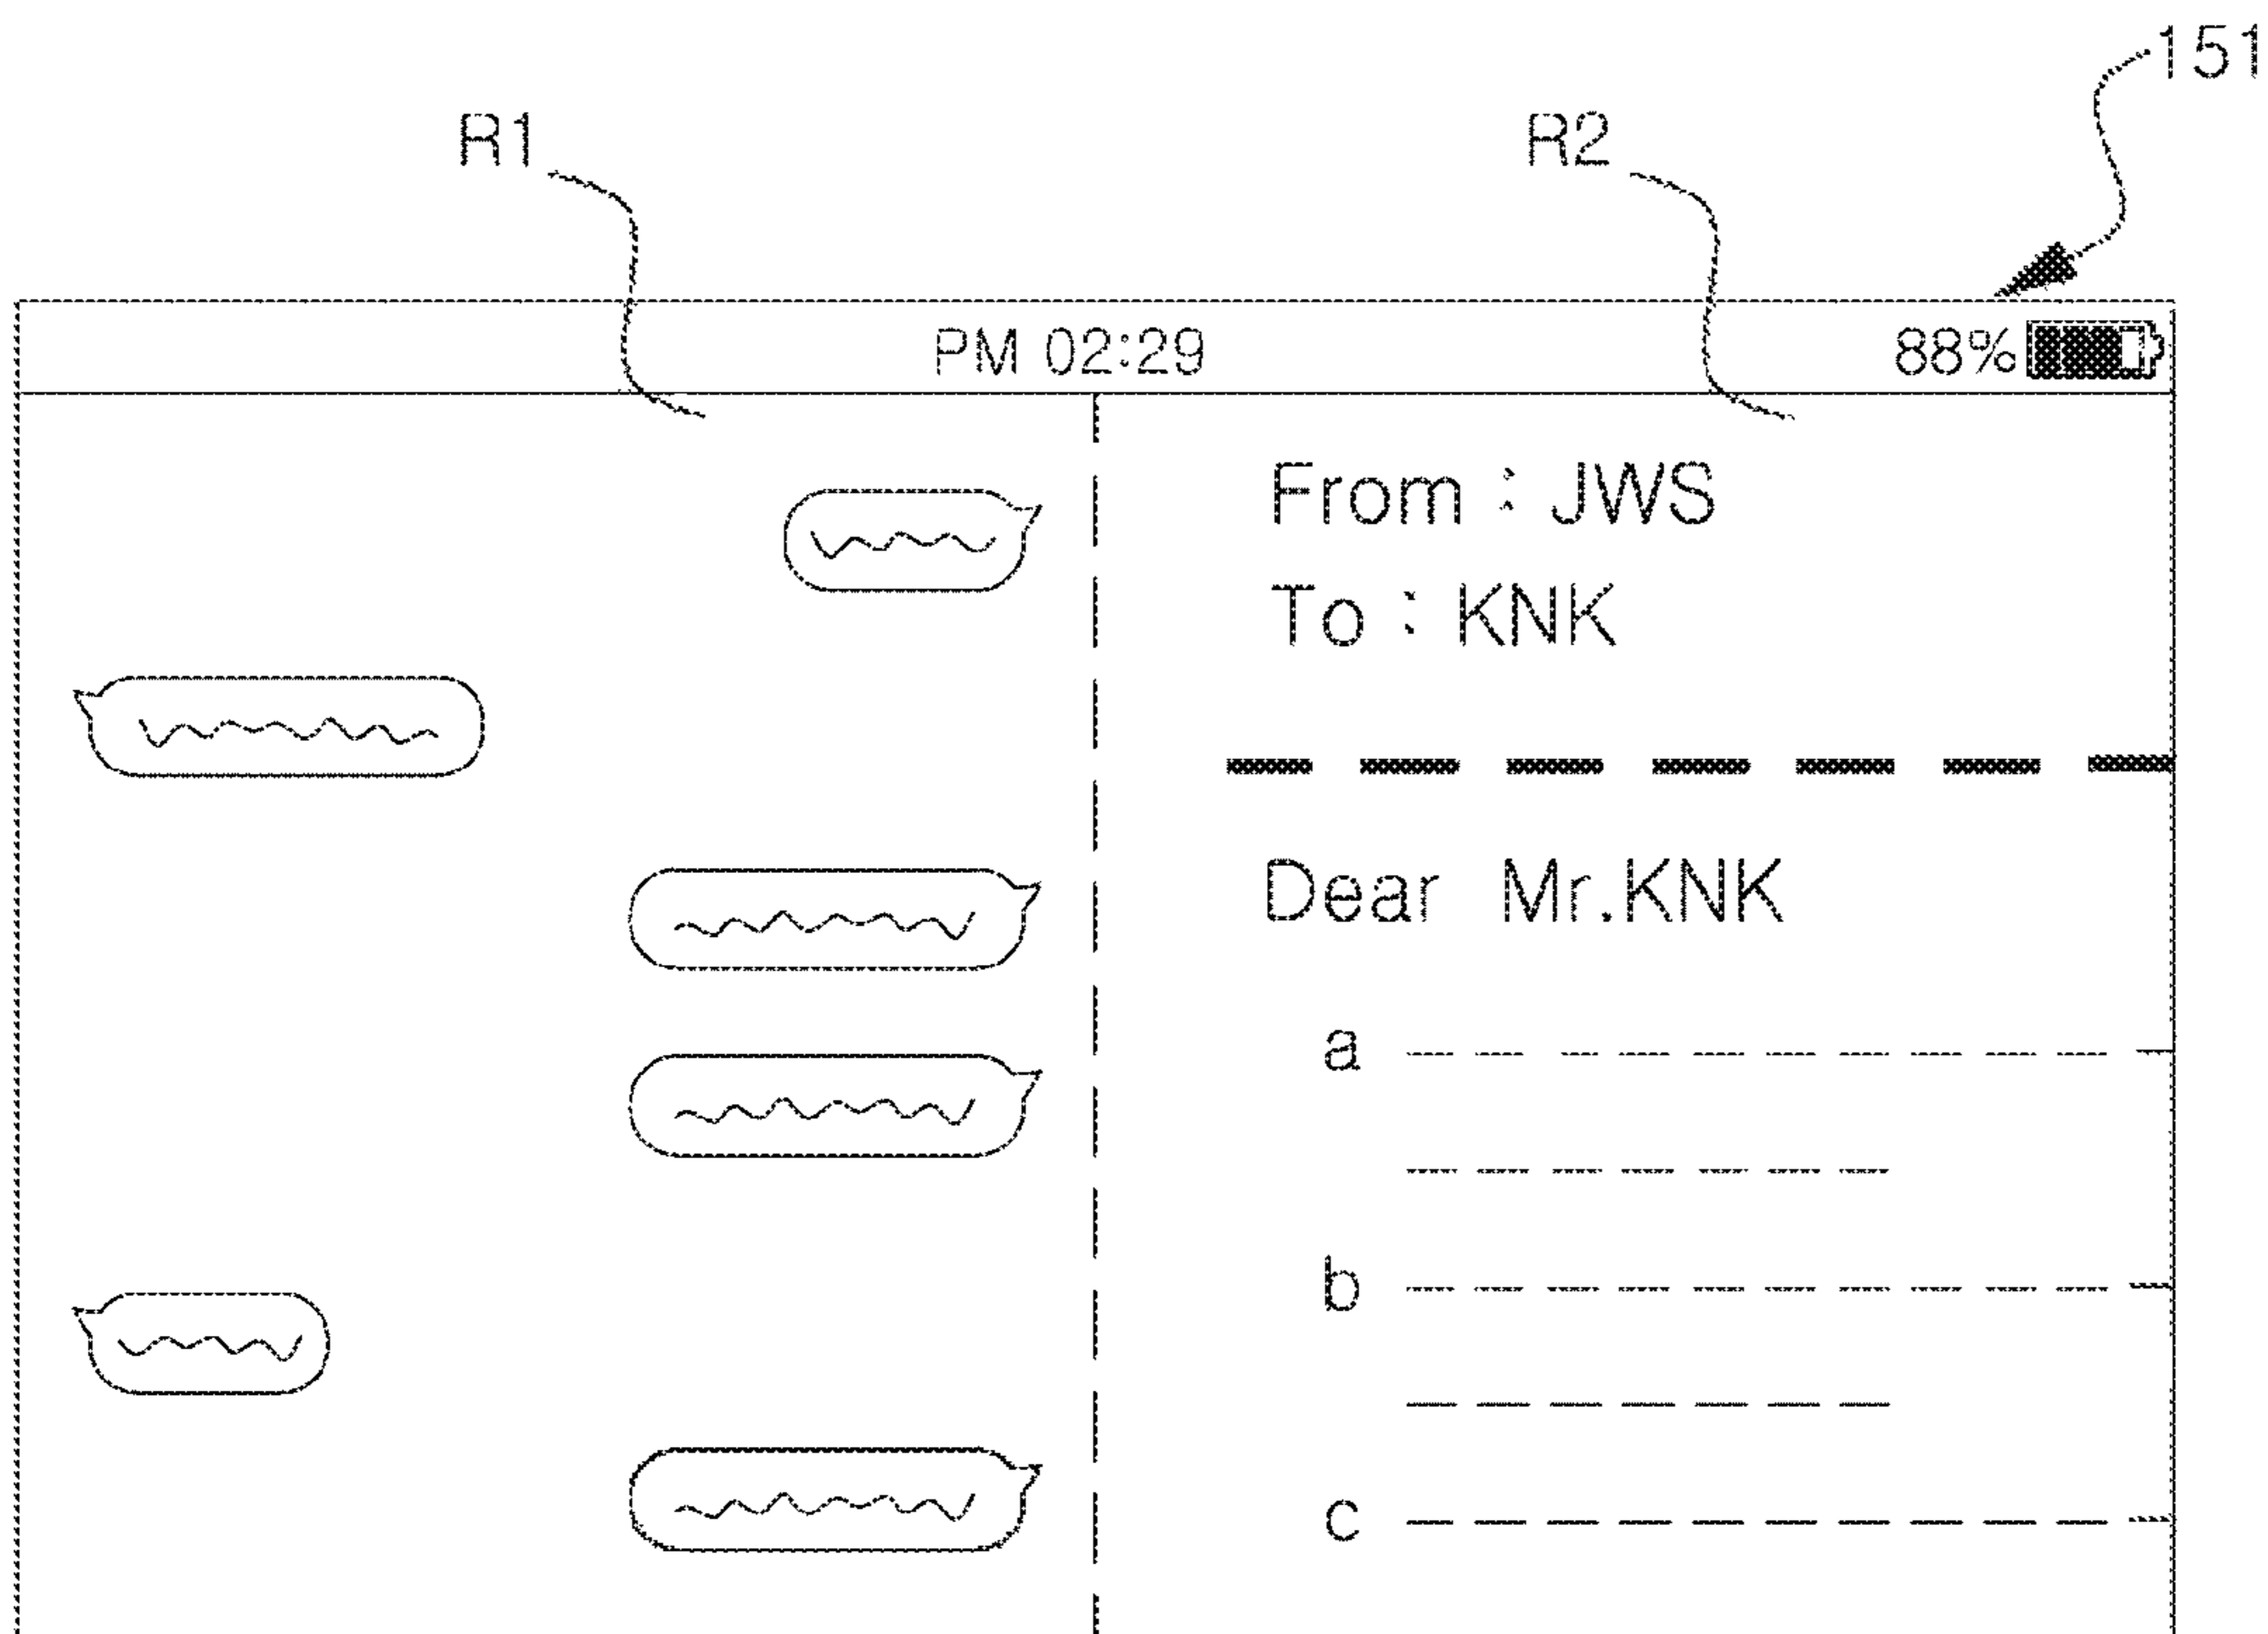 151
R1
R2
PM 02:29
88%
From : JWS
To : KNK
Dear Mr.KNK
a
b
c